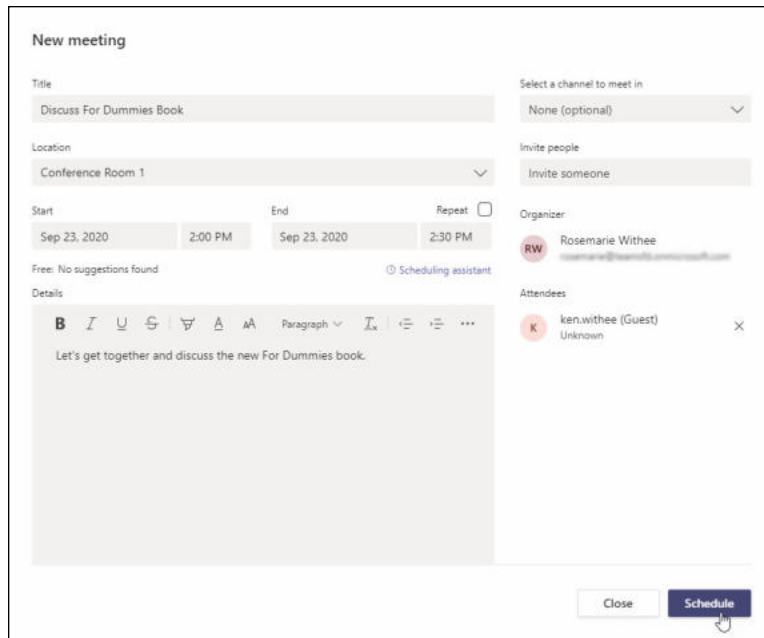 New meeting
Title
Discuss For Dummies Book
Location
Conference Room 1
Start End Repeat
Sep 23, 2020 2:00 PM Sep 23, 2020 2:30 PM
Free: No suggestions found Scheduling assistant
Details
B I U S A AA Paragraph Tx ...
Let's get together and discuss the new For Dummies book.
Select a channel to meet in
None (optional)
Invite people
Invite someone
Organizer
RW Rosemarie Withee
Attendees
K ken.withee (Guest)
Unknown
Close Schedule